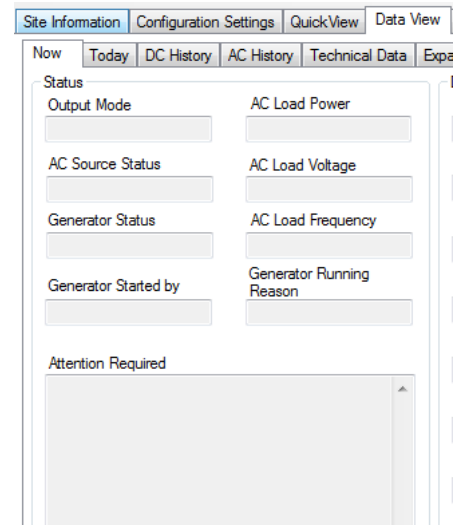 Site Information Configuration Settings QuickView Data View
Now Today DC History AC History Technical Data
Status
Output Mode AC Load Power
AC Source Status AC Load Voltage
Generator Status AC Load Frequency
Generator Started by Generator Running
Reason
Attention Required